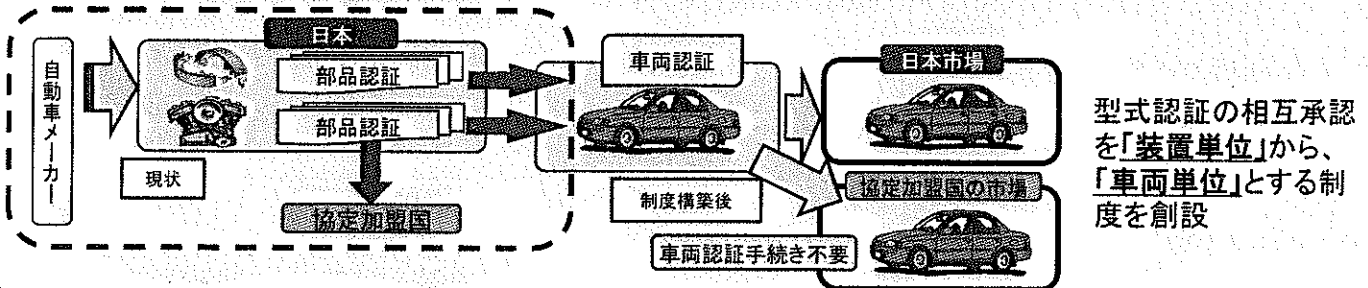 自動車メーカー
日本
部品認証
部品認証
現状
協定加盟国
車両認証
制度構築後
車両認証手続き不要
日本市場
協定加盟国の市場
型式認証の相互承認
を「装置単位」から、
「車両単位」とする制
度を創設